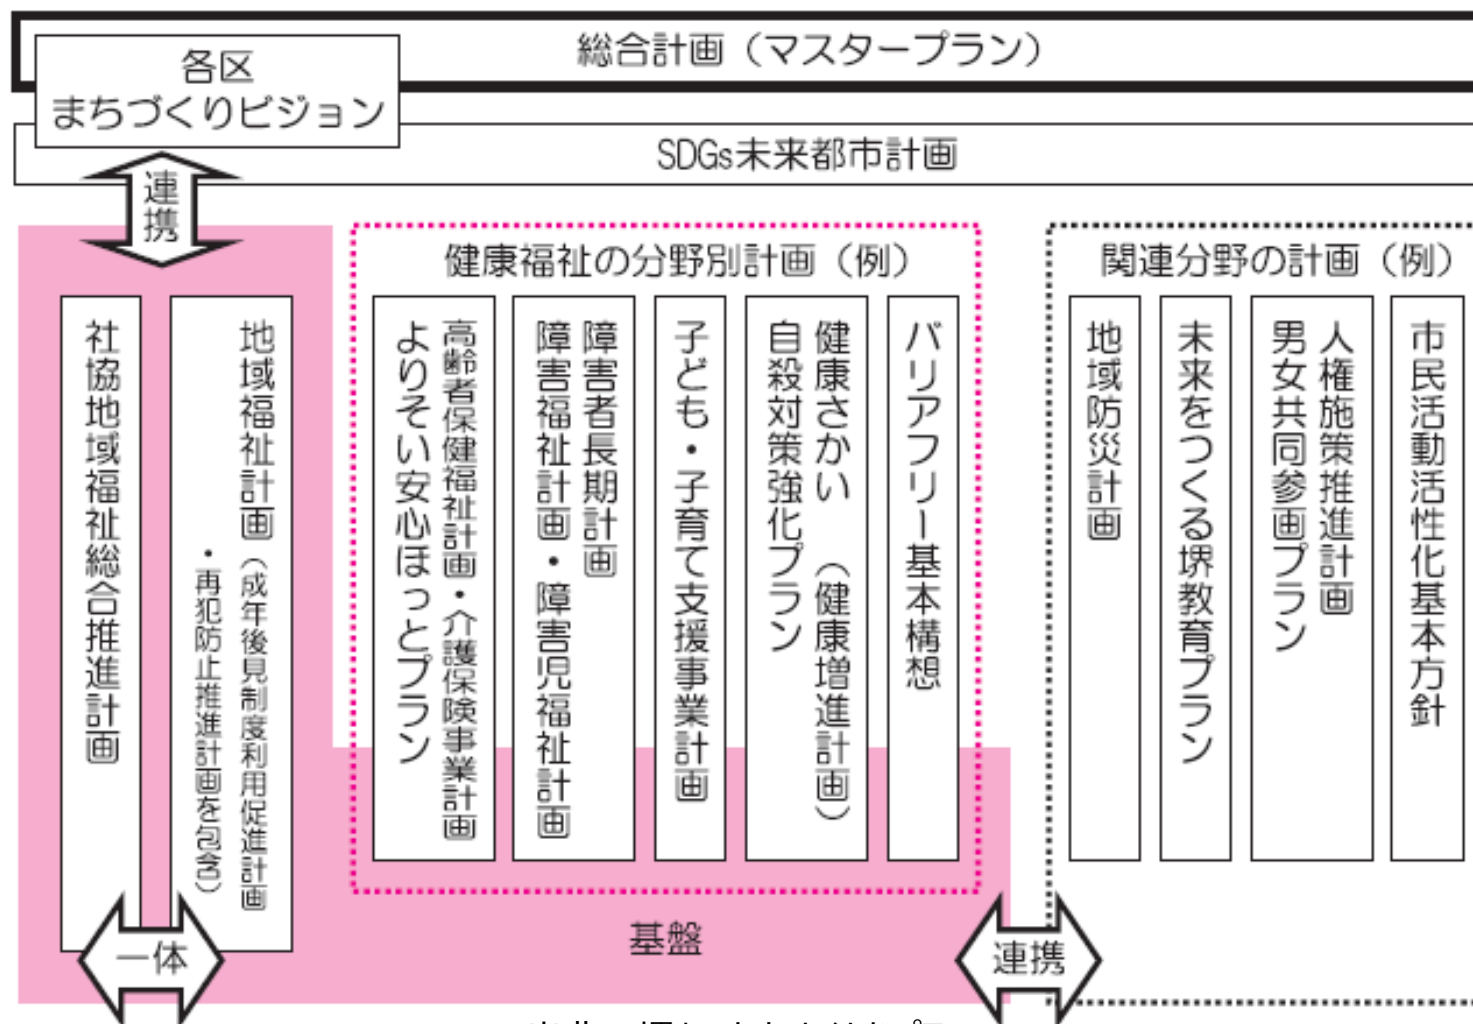 総合計画（マスタープラン）
各区
まちづくりビジョン
SDGs未来都市計画
連携
健康福祉の分野別計画（例）
関連分野の計画（例）
社協地域福祉総合推進計画
地域福祉計画（成年後見制度利用促進計画
・再犯防止推進計画を包含）
高齢者保健福祉計画・介護保険事業計画
よりそい安心ほっとプラン
障害者長期計画
障害福祉計画・障害児福祉計画
子ども・子育て支援事業計画
健康さかい（健康増進計画）
自殺対策強化プラン
バリアフリー基本構想
地域防災計画
未来をつくる堺教育プラン
人権施策推進計画
男女共同参画プラン
市民活動活性化基本方針
基盤
一体
連携